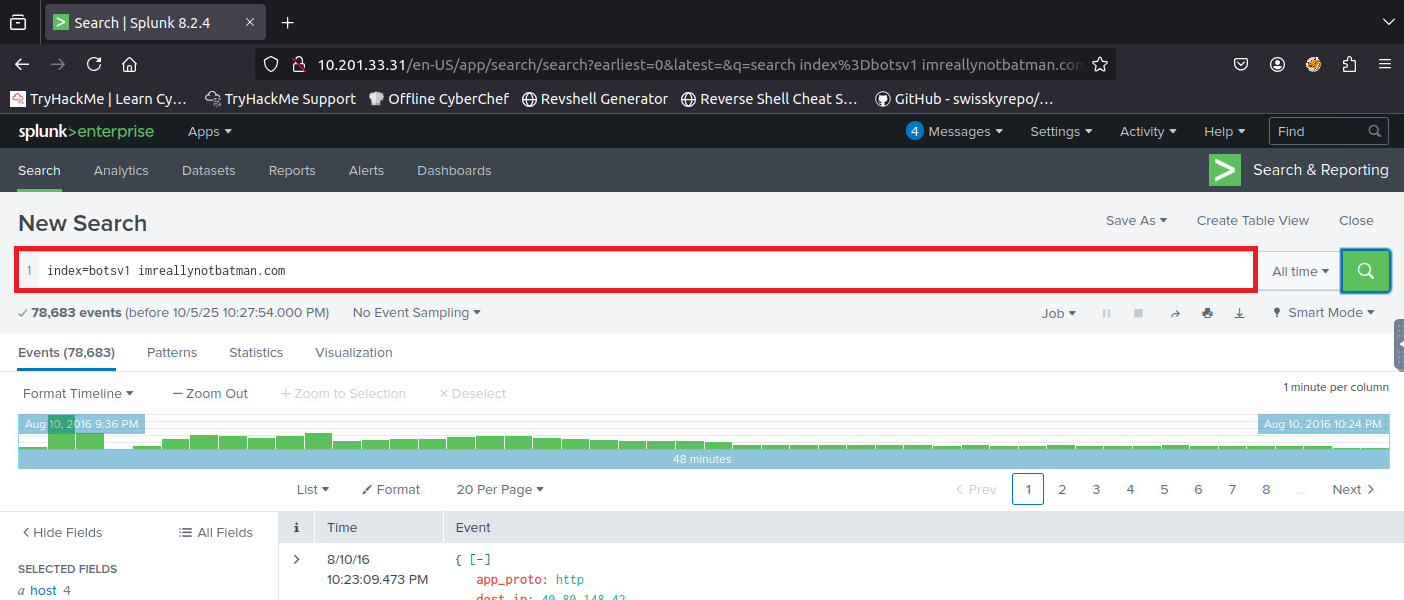 Search | Splunk 8.2.4
10.201.33.31/en-US/app/search/search?earliest=0&latest=&q=search index%3Dbotsv1 imreallynotbatman.com
TryHackMe | Learn Cy… TryHackMe Support Offline CyberChef Revshell Generator Reverse Shell Cheat S… GitHub - swisskyrepo/…
splunk>enterprise Apps 4 Messages Settings Activity Help Find
Search Analytics Datasets Reports Alerts Dashboards > Search & Reporting
New Search Save As Create Table View Close
1 index=botsv1 imreallynotbatman.com All time
78,683 events (before 10/5/25 10:27:54.000 PM) No Event Sampling Job Smart Mode
Events (78,683) Patterns Statistics Visualization
Format Timeline — Zoom Out + Zoom to Selection × Deselect 1 minute per column
Aug 10, 2016 9:36 PM Aug 10, 2016 10:24 PM
48 minutes
List Format 20 Per Page < Prev 1 2 3 4 5 6 7 8 ... Next >
< Hide Fields All Fields i Time Event
SELECTED FIELDS
a host 4
> 8/10/16 { [-]
10:23:09.473 PM app_proto: http
dest_ip: 40.80.148.42